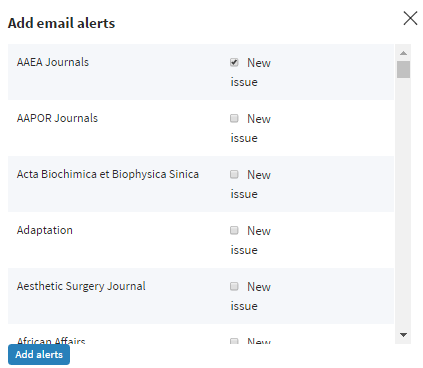 Add email alerts
AAEA Journals New
issue
AAPOR Journals New
issue
Acta Biochimica et Biophysica Sinica New
issue
Adaptation New
issue
Aesthetic Surgery Journal New
issue
African Affairs New
Add alerts